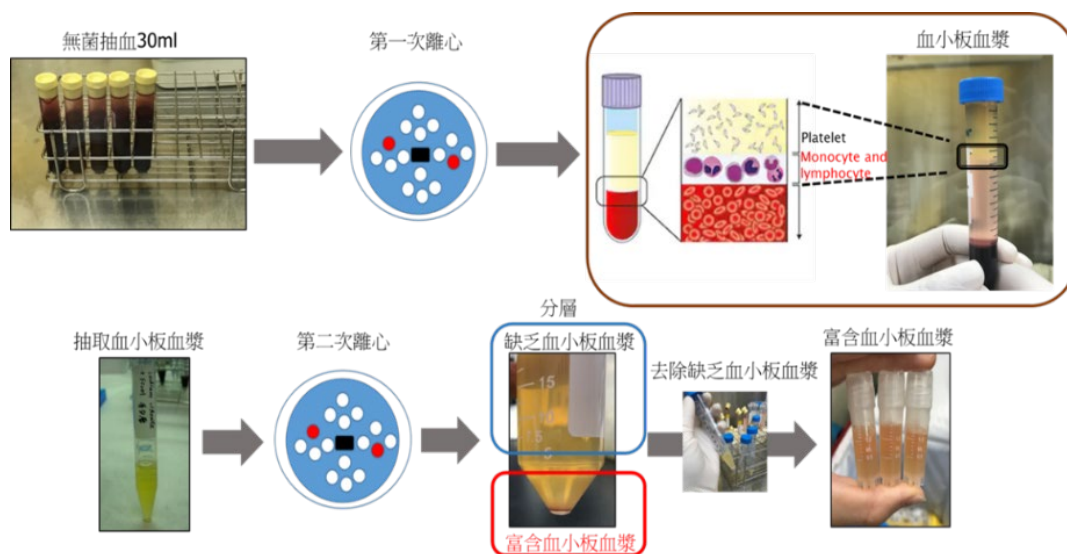 無菌抽血30ml
第一次離心
血小板血漿
Platelet
Monocyte and
lymphocyte
抽取血小板血漿
第二次離心
分層
缺乏血小板血漿
去除缺乏血小板血漿
富含血小板血漿
15
5
富含血小板血漿